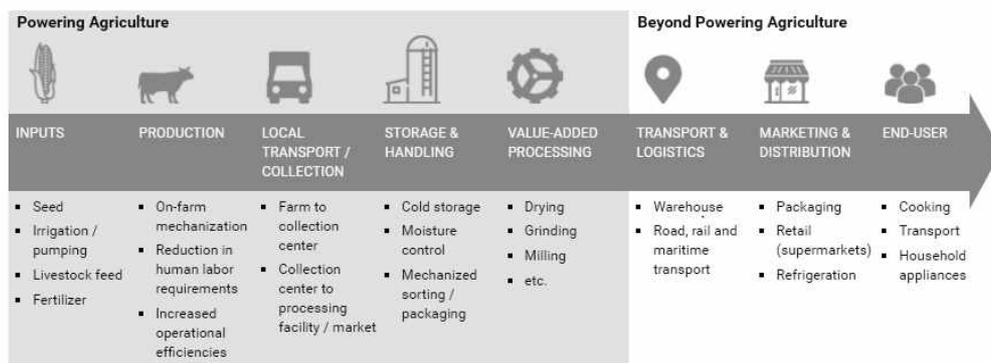 Powering Agriculture
Beyond Powering Agriculture
INPUTS
PRODUCTION
LOCAL
TRANSPORT /
COLLECTION
STORAGE &
HANDLING
VALUE-ADDED
PROCESSING
TRANSPORT &
LOGISTICS
MARKETING &
DISTRIBUTION
END-USER
▪ Seed
▪ Irrigation /
pumping
▪ Livestock feed
▪ Fertilizer
▪ On-farm
mechanization
▪ Reduction in
human labor
requirements
▪ Increased
operational
efficiencies
▪ Farm to
collection
center
▪ Collection
center to
processing
facility / market
▪ Cold storage
▪ Moisture
control
▪ Mechanized
sorting /
packaging
▪ Drying
▪ Grinding
▪ Milling
▪ etc.
▪ Warehouse
▪ Road, rail and
maritime
transport
▪ Packaging
▪ Retail
(supermarkets)
▪ Refrigeration
▪ Cooking
▪ Transport
▪ Household
appliances